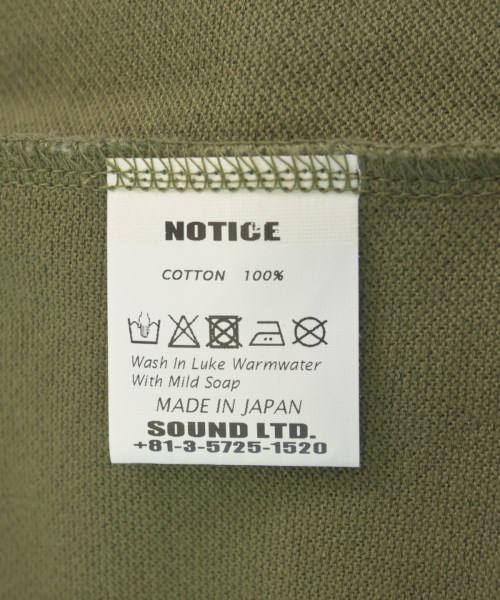 NOTICE
COTTON 100%
Wash In Luke Warmwater
With Mild Soap
MADE IN JAPAN
SOUND LTD.
+81-3-5725-1520